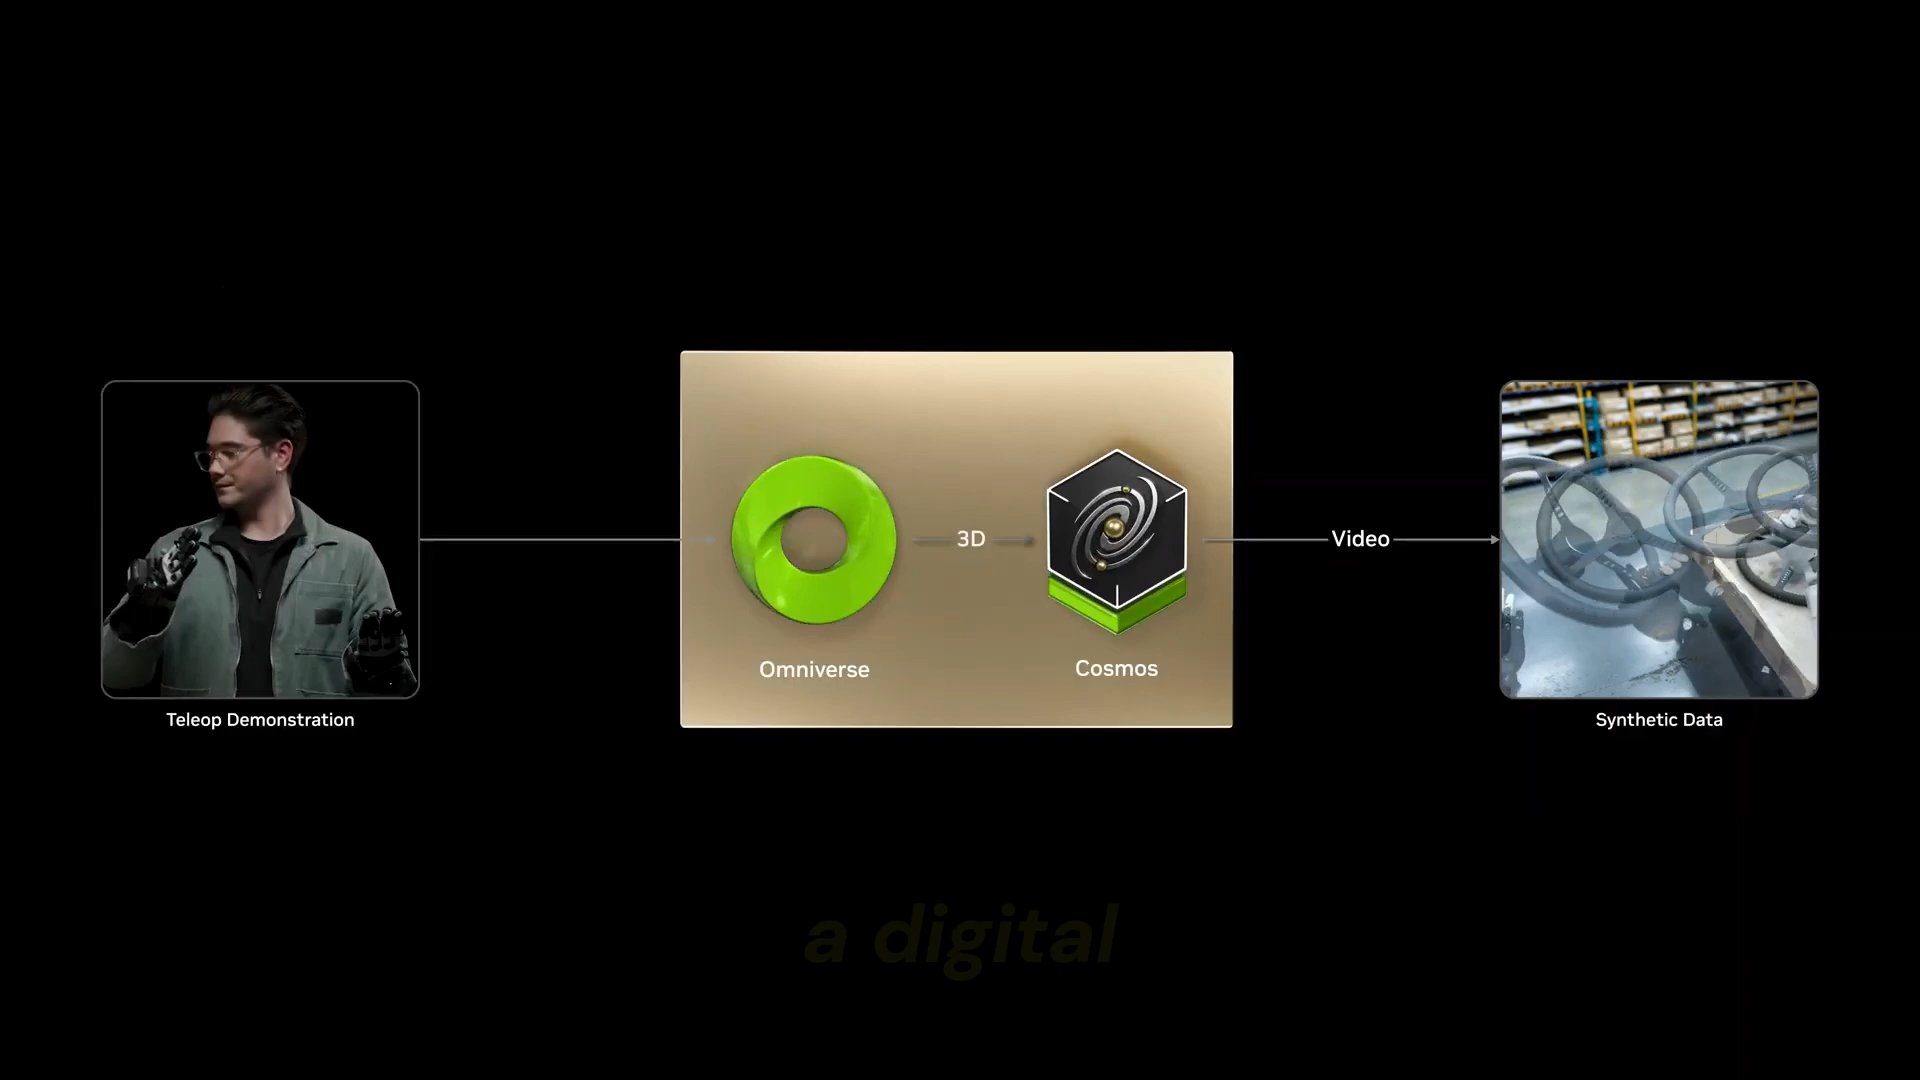 3D
Video
Omniverse
Cosmos
Teleop Demonstration
Synthetic Data
a digital